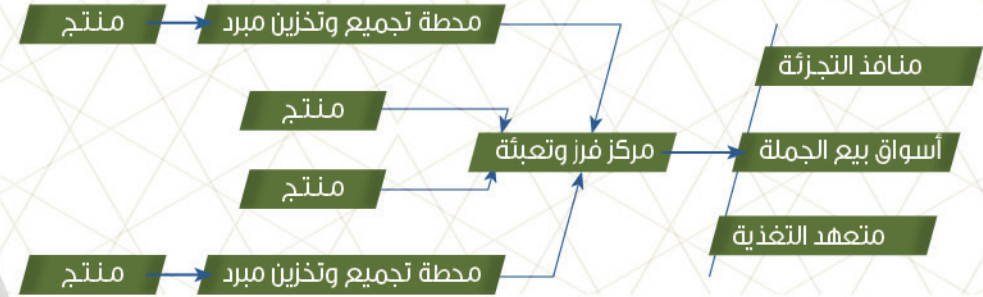 منتج
محطة تجميع وتخزين مبرد
منافذ التجزئة
منتج
مركز فرز وتعبئة
أسواق بيع الجملة
منتج
متعهد التغذية
منتج
محطة تجميع وتخزين مبرد